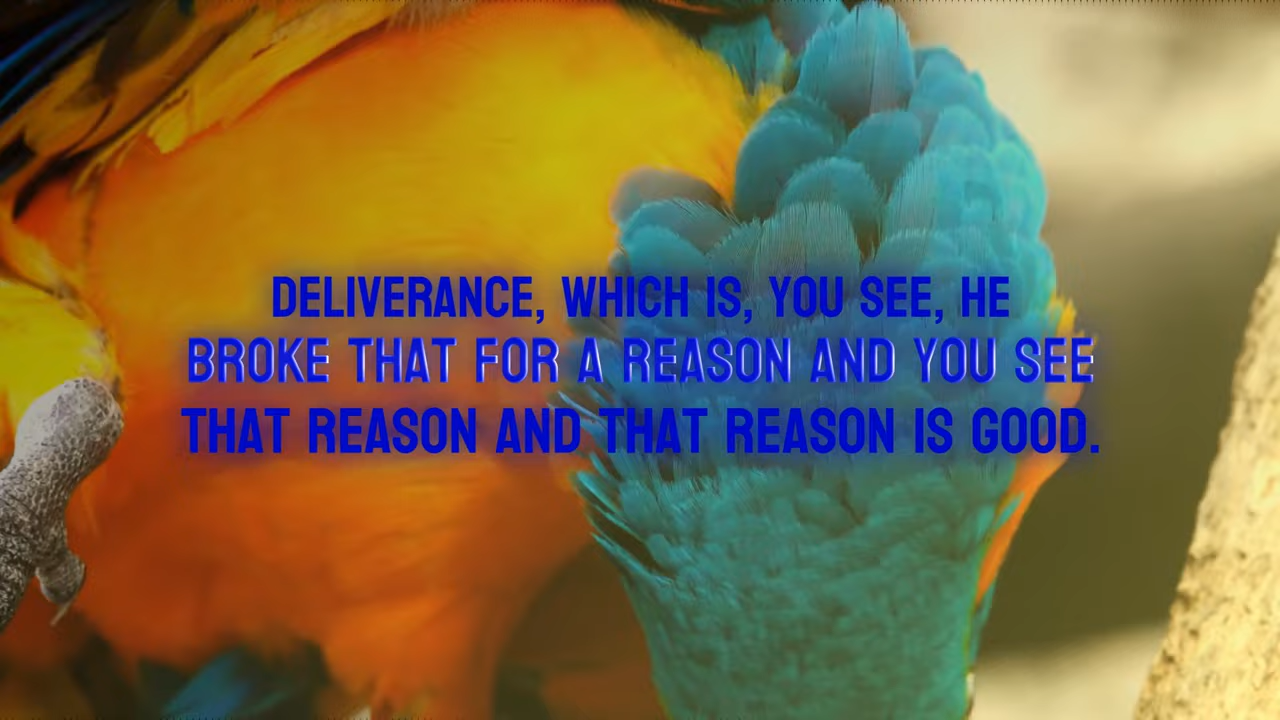 DELIVERANCE, WHICH IS, YOU SEE, HE
BROKE THAT FOR A REASON AND YOU SEE
THAT REASON AND THAT REASON IS GOOD.